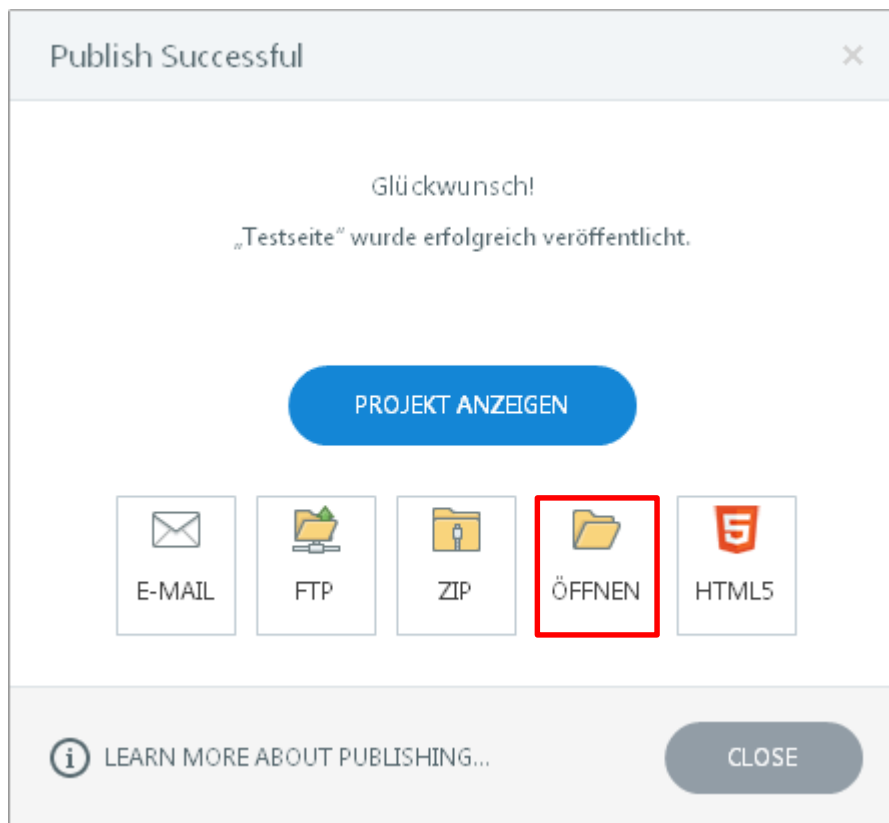 Publish Successful
Glückwunsch!
„Testseite“ wurde erfolgreich veröffentlicht.
PROJEKT ANZEIGEN
E-MAIL
FTP
ZIP
ÖFFNEN
HTML5
LEARN MORE ABOUT PUBLISHING...
CLOSE